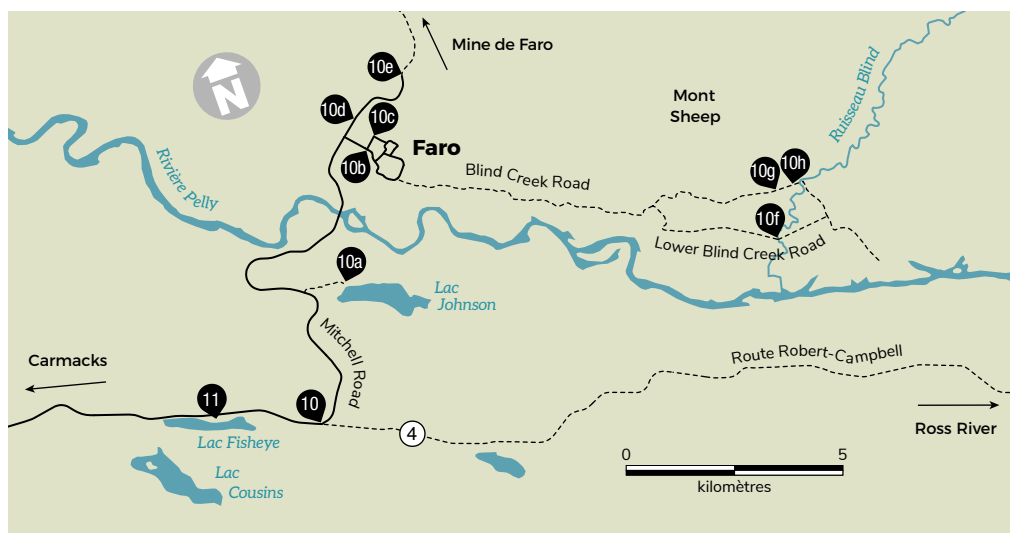 Mine de Faro
10e
N
Mont
Sheep
Ruisseau Blind
10d
10c
Faro
10b
Rivière Pelly
Blind Creek Road
10g
10h
10f
Lower Blind Creek Road
10a
Lac
Johnson
Mitchell Road
Route Robert-Campbell
Carmacks
11
10
4
Ross River
Lac Fisheye
Lac
Cousins
0
5
kilomètres